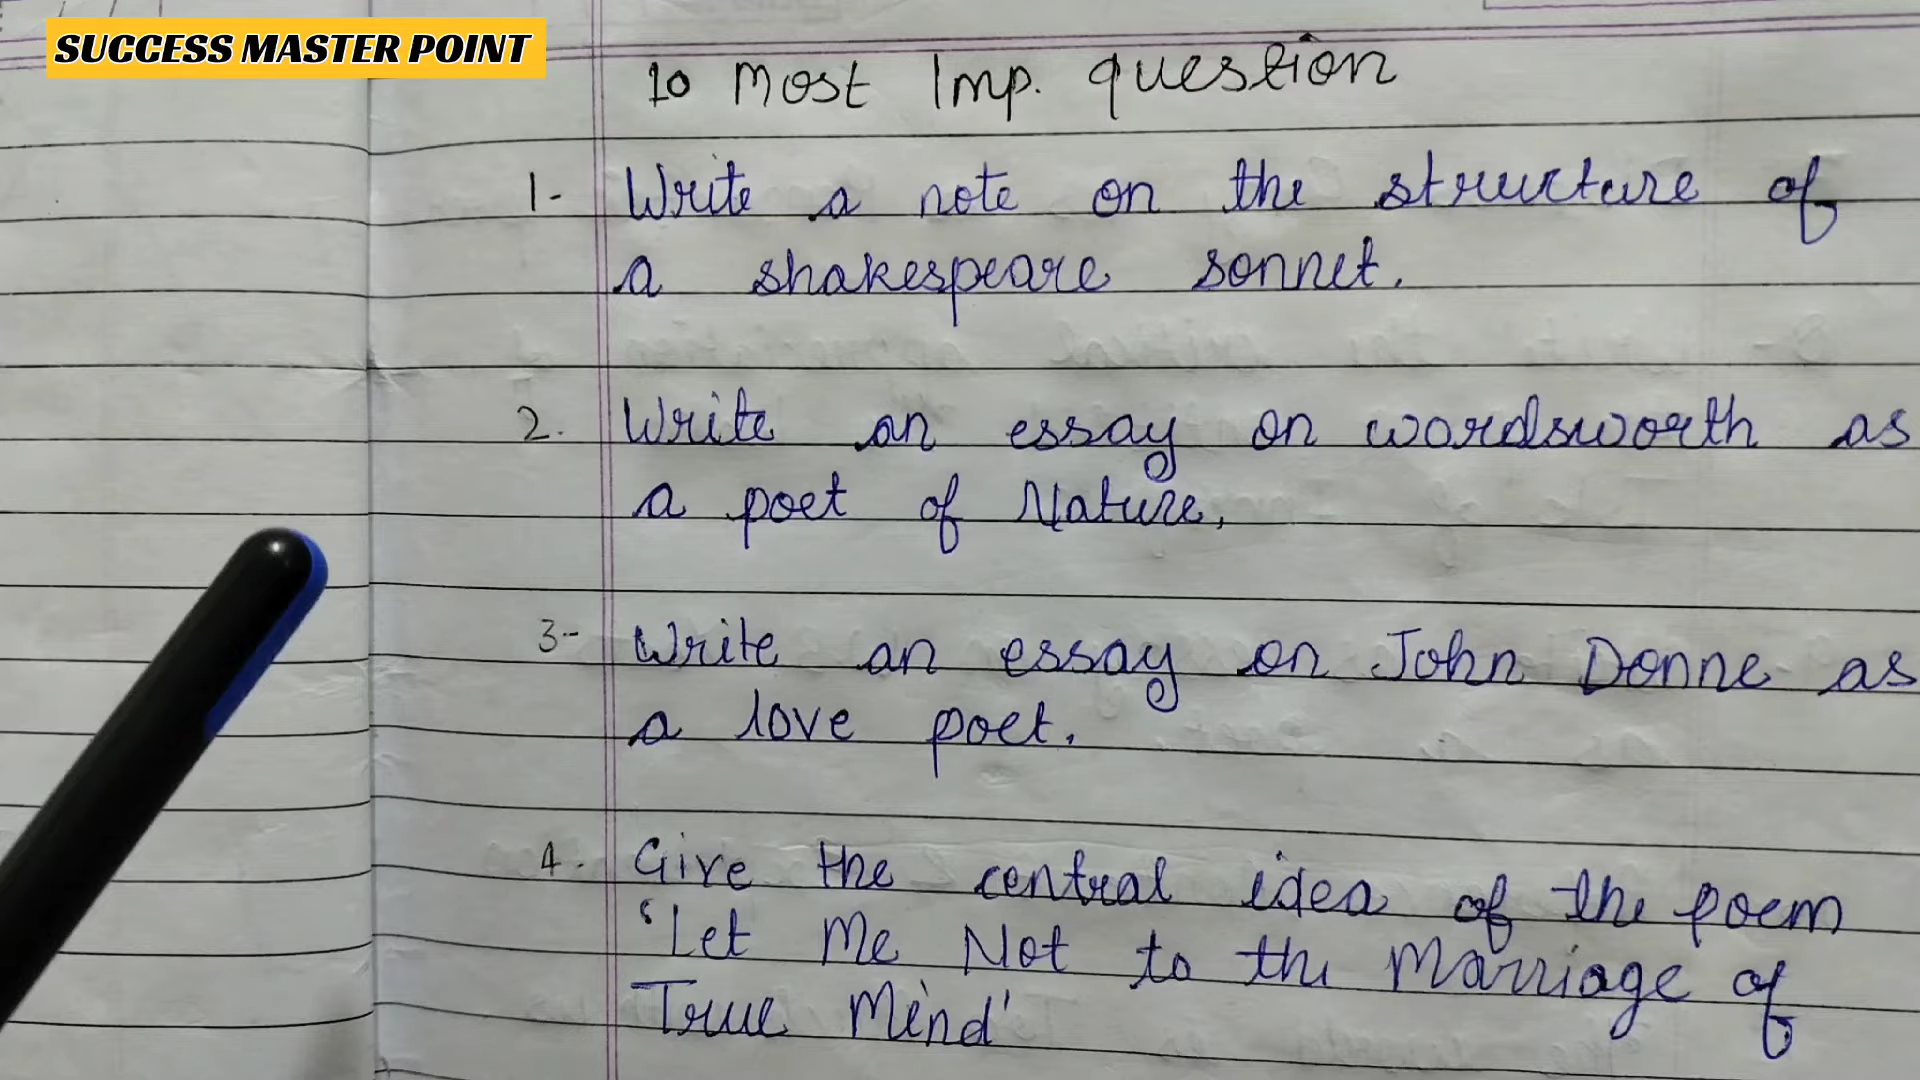 SUCCESS MASTER POINT
10 Most Imp. question
1- Write a note on the structure of
a shakespeare sonnet.
2. Write an essay on wordsworth as
a poet of Nature.
3- Write an essay on John Donne as
a love poet.
4. Give the central idea of the poem
'Let Me Not to the Marriage of
True Mind'